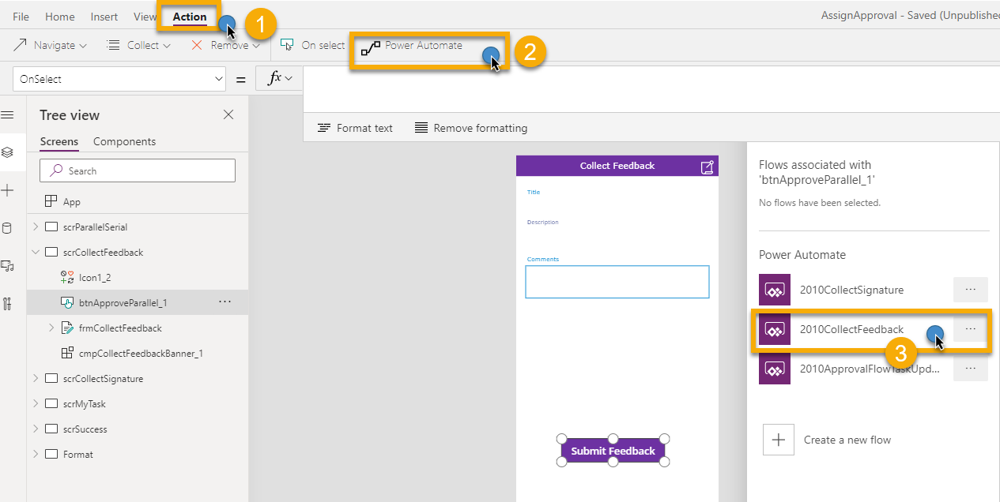 File Home Insert View Action 1 AssignApproval - Saved (Unpublished
Navigate Collect Remove On select Power Automate 2
OnSelect = fx
Format text Remove formatting
Tree view
Screens Components
Search
App
scrParallelSerial
scrCollectFeedback
Icon1_2
btnApproveParallel_1 ...
frmCollectFeedback
cmpCollectFeedbackBanner_1
scrCollectSignature
scrMyTask
scrSuccess
Format
Collect Feedback
Title
Description
Comments
Submit Feedback
Flows associated with
'btnApproveParallel_1'
No flows have been selected.
Power Automate
2010CollectSignature ...
2010CollectFeedback ...
3
2010ApprovalFlowTaskUpd... ...
Create a new flow